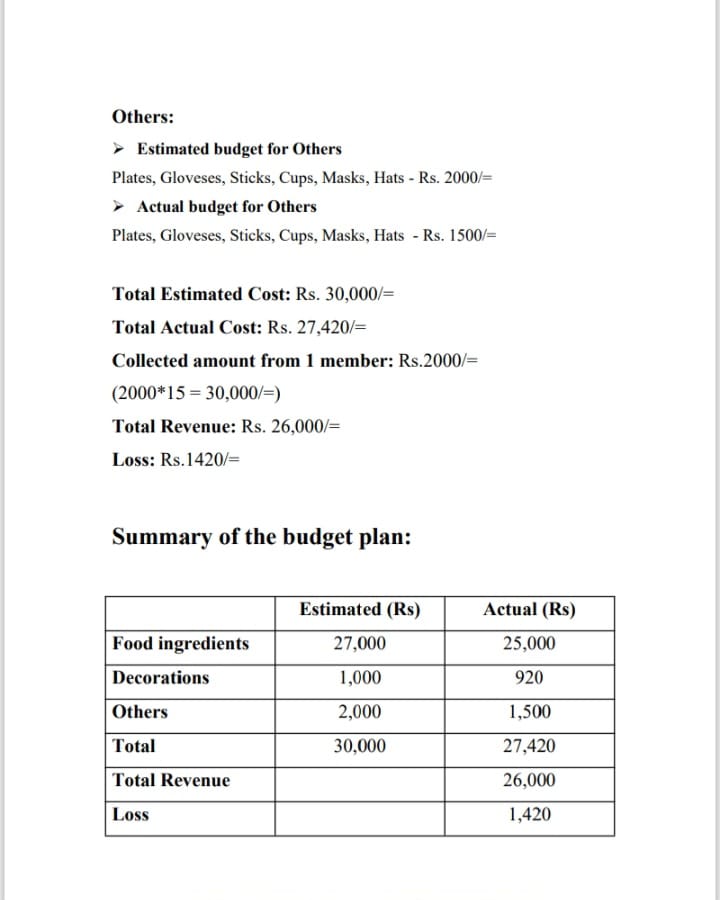 Others:
➢ Estimated budget for Others
Plates, Gloveses, Sticks, Cups, Masks, Hats - Rs. 2000/=
➢ Actual budget for Others
Plates, Gloveses, Sticks, Cups, Masks, Hats - Rs. 1500/=
Total Estimated Cost: Rs. 30,000/=
Total Actual Cost: Rs. 27,420/=
Collected amount from 1 member: Rs.2000/=
(2000*15 = 30,000/=)
Total Revenue: Rs. 26,000/=
Loss: Rs.1420/=
Summary of the budget plan:
Estimated (Rs) Actual (Rs)
Food ingredients 27,000 25,000
Decorations 1,000 920
Others 2,000 1,500
Total 30,000 27,420
Total Revenue 26,000
Loss 1,420